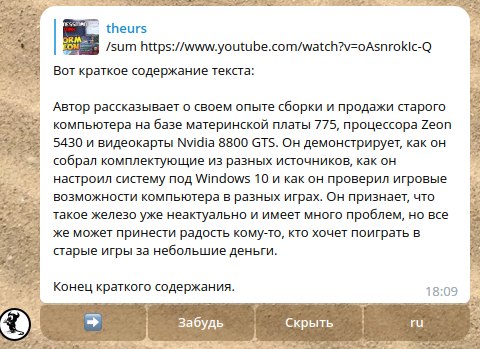 theurs
/sum https://www.youtube.com/watch?v=oAsnrokIc-Q
Вот краткое содержание текста:
Автор рассказывает о своем опыте сборки и продажи старого
компьютера на базе материнской платы 775, процессора Zeon
5430 и видеокарты Nvidia 8800 GTS. Он демонстрирует, как он
собрал комплектующие из разных источников, как он
настроил систему под Windows 10 и как он проверил игровые
возможности компьютера в разных играх. Он признает, что
такое железо уже неактуально и имеет много проблем, но все
же может принести радость кому-то, кто хочет поиграть в
старые игры за небольшие деньги.
Конец краткого содержания.
18:09
Забудь
Скрыть
ru